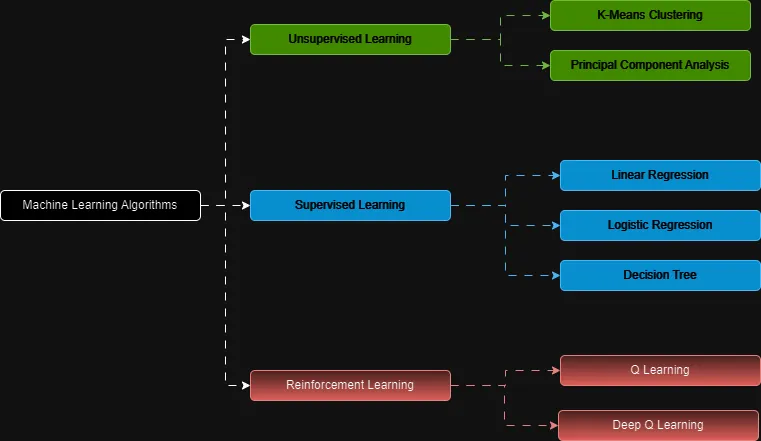 Machine Learning Algorithms
Unsupervised Learning
K-Means Clustering
Principal Component Analysis
Supervised Learning
Linear Regression
Logistic Regression
Decision Tree
Reinforcement Learning
Q Learning
Deep Q Learning